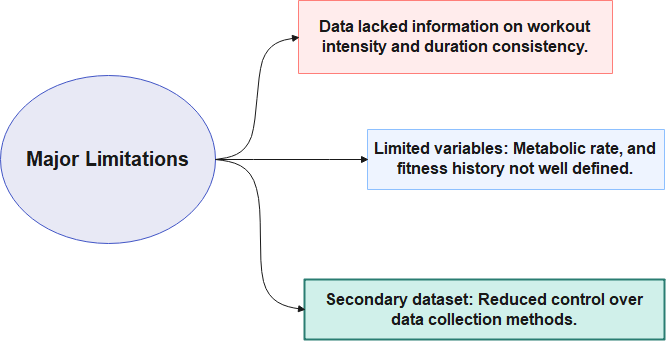 Data lacked information on workout
intensity and duration consistency.
Major Limitations
Limited variables: Metabolic rate, and
fitness history not well defined.
Secondary dataset: Reduced control over
data collection methods.